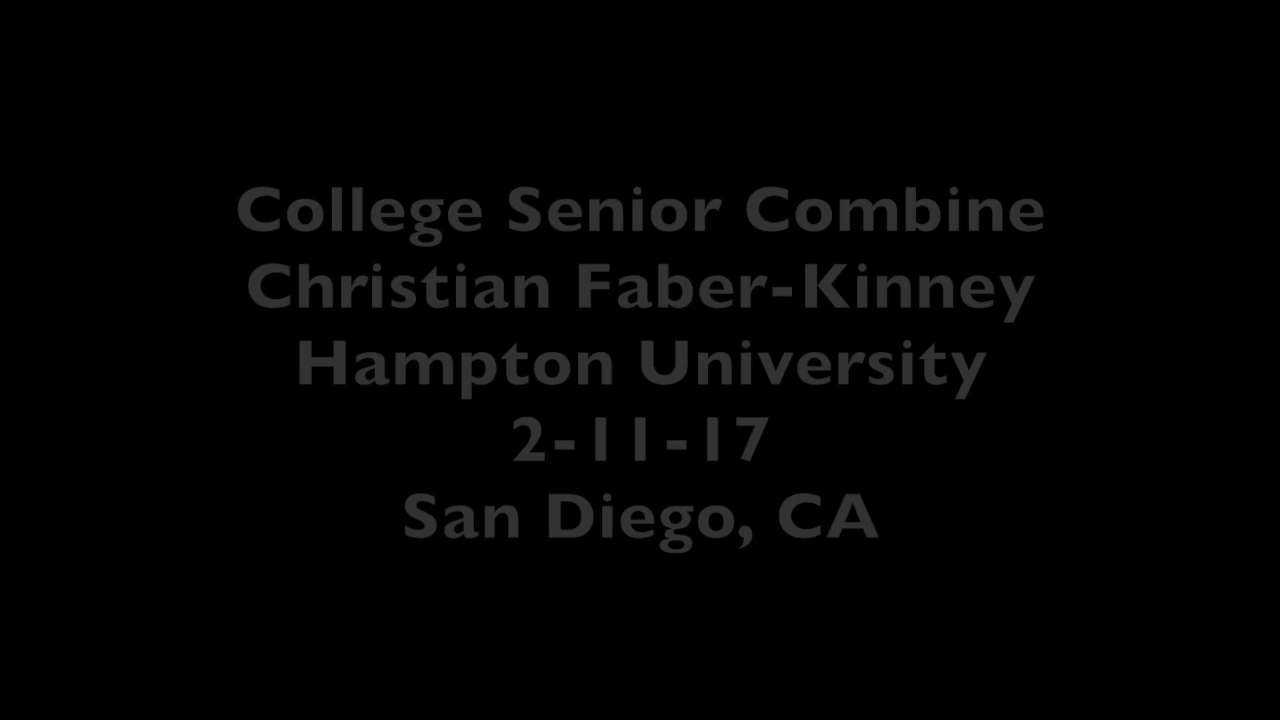 College Senior Combine
Christian Faber-Kinney
Hampton University
2-11-17
San Diego, CA